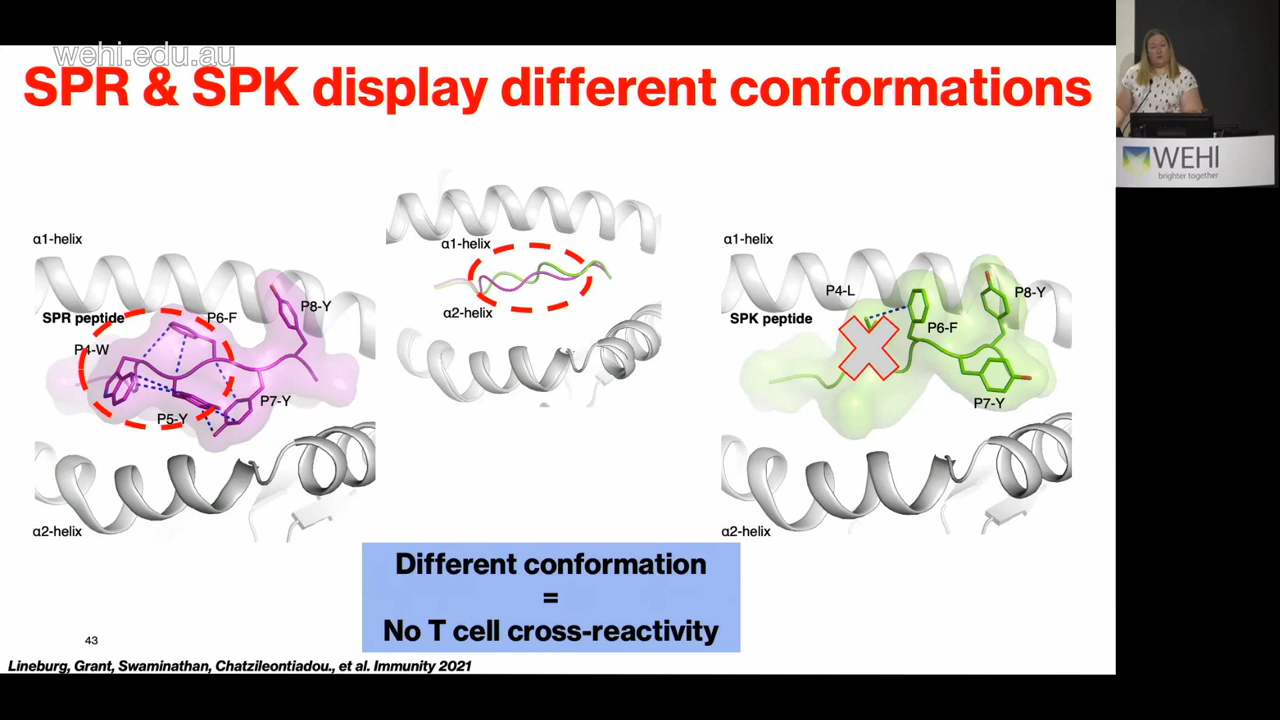 wehi.edu.au
SPR & SPK display different conformations
α1-helix
SPR peptide
P4-W
P6-F
P8-Y
P5-Y
P7-Y
α2-helix
α1-helix
α2-helix
α1-helix
P4-L
P8-Y
SPK peptide
P6-F
P7-Y
α2-helix
Different conformation
=
No T cell cross-reactivity
43
Lineburg, Grant, Swaminathan, Chatzileontiadou., et al. Immunity 2021
WEHI
brighter together